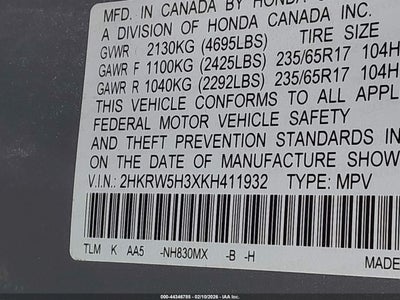 MFD. IN CANADA BY HONDA
A DIVISION OF HONDA CANADA INC.
GVWR 2130KG (4695LBS) TIRE SIZE
GAWR F 1100KG (2425LBS) 235/65R17 104H
GAWR R 1040KG (2292LBS) 235/65R17 104H
THIS VEHICLE CONFORMS TO ALL APPL
FEDERAL MOTOR VEHICLE SAFETY
AND THEFT PREVENTION STANDARDS IN
ON THE DATE OF MANUFACTURE SHOW
V.I.N.: 2HKRW5H3XKH411932 TYPE: MPV
TLM K AA5 -NH830MX -B -H
MADE
000-44346785 - 02/10/2026 - IAAI.com